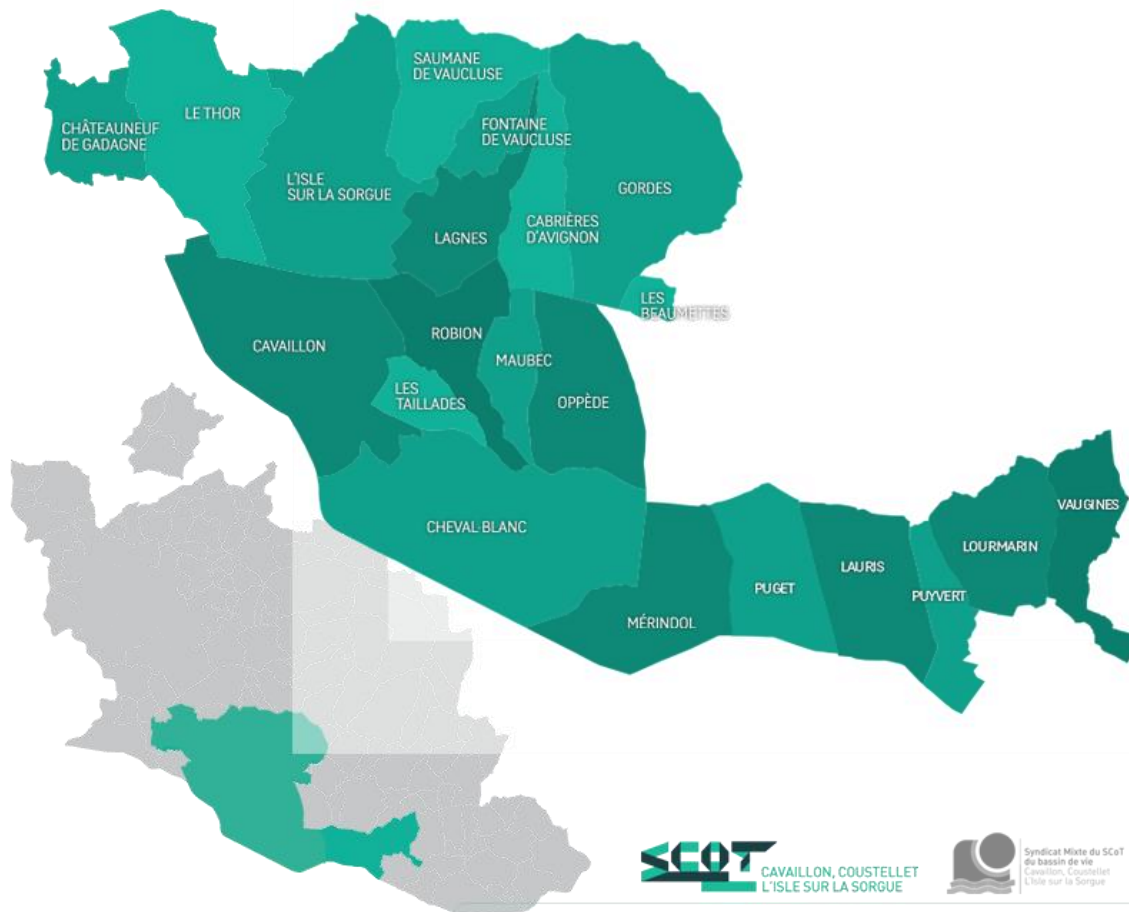 SAUMANE
DE VAUCLUSE
LE THOR
CHÂTEAUNEUF
DE GADAGNE
FONTAINE
DE VAUCLUSE
L'ISLE
SUR LA SORGUE
GORDES
LAGNES
CABRIÈRES
D'AVIGNON
LES
BEAUMETTES
ROBION
CAVAILLON
MAUBEC
LES
TAILLADES
OPPÈDE
CHEVAL-BLANC
VAUGINES
LOURMARIN
LAURIS
PUGET
PUYVERT
MÉRINDOL
SCOT
CAVAILLON, COUSTELLET
L'ISLE SUR LA SORGUE
Syndicat Mixte du SCoT
du bassin de vie
Cavaillon, Coustellet
L'Isle sur la Sorgue